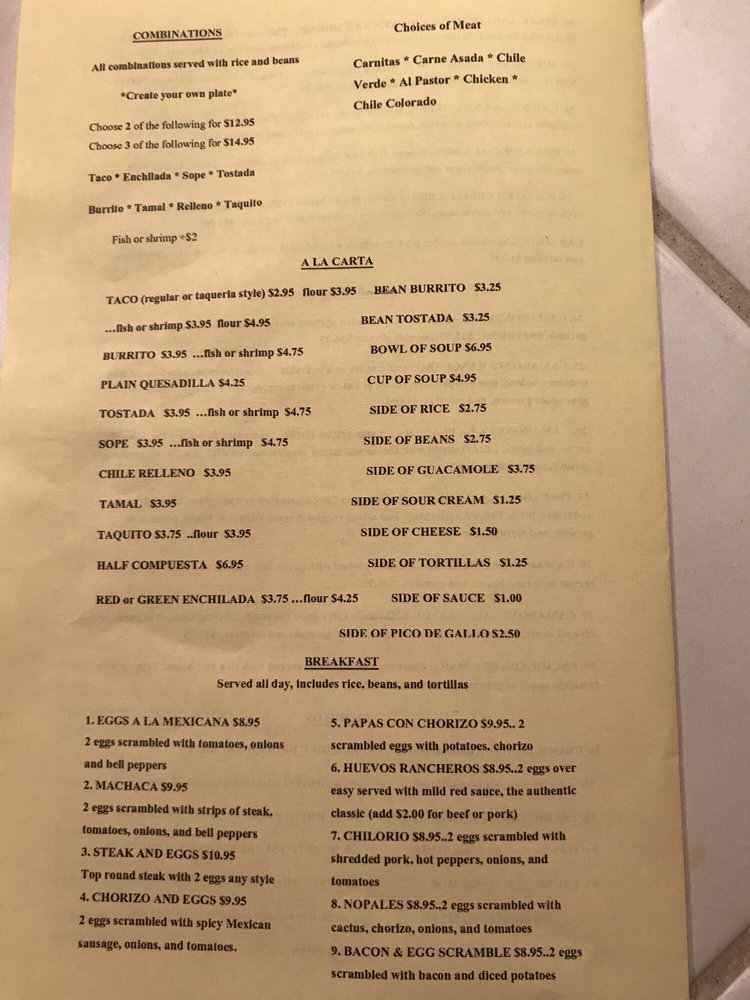 COMBINATIONS
All combinations served with rice and beans
*Create your own plate*
Choose 2 of the following for $12.95
Choose 3 of the following for $14.95
Taco * Enchilada * Sope * Tostada
Burrito * Tamal * Relleno * Taquito
Fish or shrimp +$2
Choices of Meat
Carnitas * Carne Asada * Chile
Verde * Al Pastor * Chicken *
Chile Colorado
A LA CARTA
TACO (regular or taqueria style) $2.95 flour $3.95
...fish or shrimp $3.95 flour $4.95
BURRITO $3.95 ...fish or shrimp $4.75
PLAIN QUESADILLA $4.25
TOSTADA $3.95 ...fish or shrimp $4.75
SOPE $3.95 ...fish or shrimp $4.75
CHILE RELLENO $3.95
TAMAL $3.95
TAQUITO $3.75 ..flour $3.95
HALF COMPUESTA $6.95
RED or GREEN ENCHILADA $3.75 ...flour $4.25
BEAN BURRITO $3.25
BEAN TOSTADA $3.25
BOWL OF SOUP $6.95
CUP OF SOUP $4.95
SIDE OF RICE $2.75
SIDE OF BEANS $2.75
SIDE OF GUACAMOLE $3.75
SIDE OF SOUR CREAM $1.25
SIDE OF CHEESE $1.50
SIDE OF TORTILLAS $1.25
SIDE OF SAUCE $1.00
SIDE OF PICO DE GALLO $2.50
BREAKFAST
Served all day, includes rice, beans, and tortillas
1. EGGS A LA MEXICANA $8.95
2 eggs scrambled with tomatoes, onions
and bell peppers
2. MACHACA $9.95
2 eggs scrambled with strips of steak,
tomatoes, onions, and bell peppers
3. STEAK AND EGGS $10.95
Top round steak with 2 eggs any style
4. CHORIZO AND EGGS $9.95
2 eggs scrambled with spicy Mexican
sausage, onions, and tomatoes.
5. PAPAS CON CHORIZO $9.95.. 2
scrambled eggs with potatoes, chorizo
6. HUEVOS RANCHEROS $8.95..2 eggs over
easy served with mild red sauce, the authentic
classic (add $2.00 for beef or pork)
7. CHILORIO $8.95..2 eggs scrambled with
shredded pork, hot peppers, onions, and
tomatoes
8. NOPALES $8.95..2 eggs scrambled with
cactus, chorizo, onions, and tomatoes
9. BACON & EGG SCRAMBLE $8.95..2 eggs
scrambled with bacon and diced potatoes